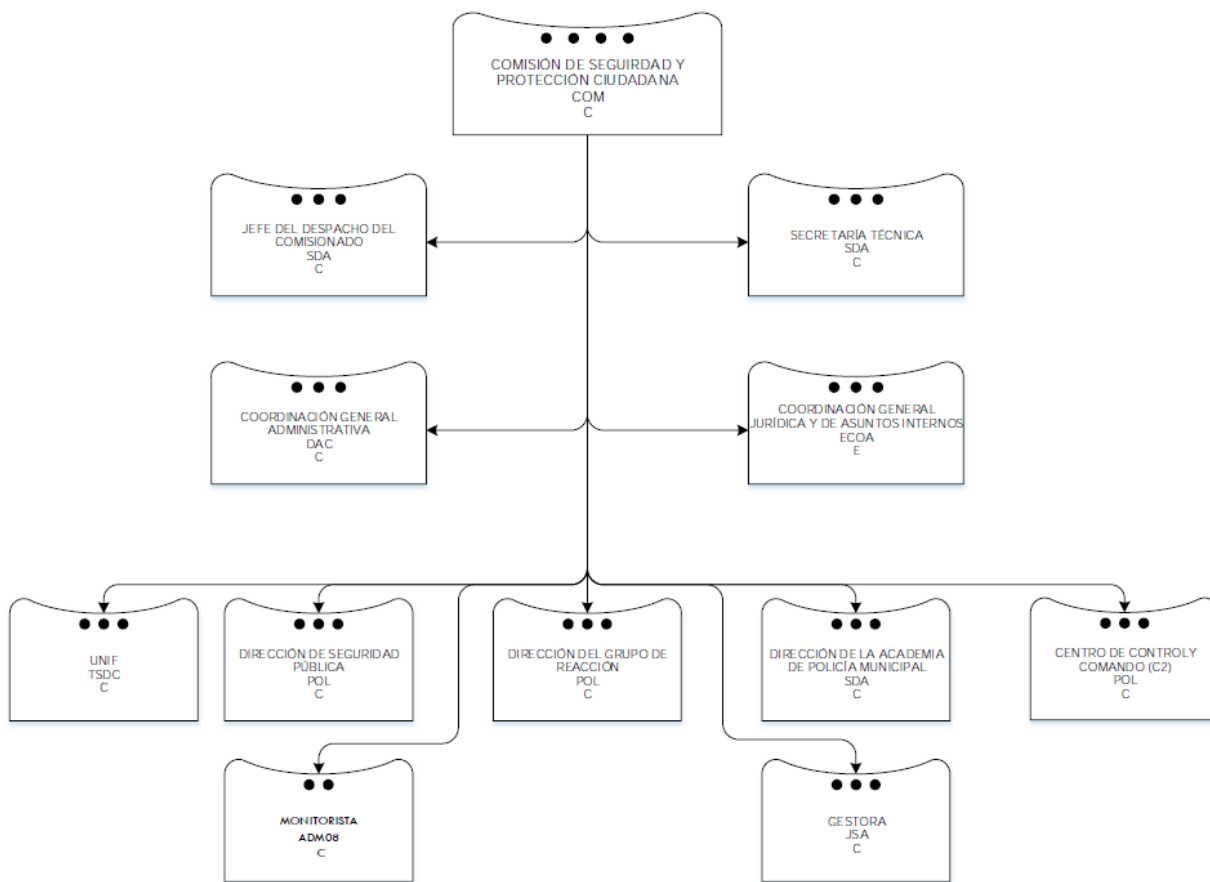 COMISIÓN DE SEGUIRDAD Y
PROTECCIÓN CIUDADANA
COM
C
JEFE DEL DESPACHO DEL
COMISIONADO
SDA
C
SECRETARÍA TÉCNICA
SDA
C
COORDINACIÓN GENERAL
ADMINISTRATIVA
DAC
C
COORDINACIÓN GENERAL
JURÍDICA Y DE ASUNTOS INTERNOS
ECOA
E
UNIF
TSDC
C
DIRECCIÓN DE SEGURIDAD
PÚBLICA
POL
C
DIRECCIÓN DEL GRUPO DE
REACCIÓN
POL
C
DIRECCIÓN DE LA ACADEMIA
DE POLICÍA MUNICIPAL
SDA
C
CENTRO DE CONTROL Y
COMANDO (C2)
POL
C
MONITORISTA
ADM08
C
GESTORA
JSA
C